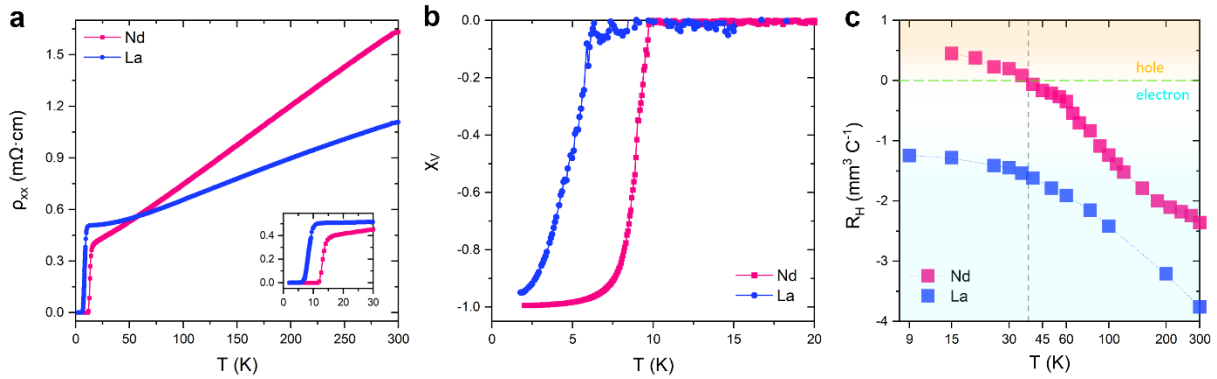 a
ρxx (mΩ·cm)
1.5
1.2
0.9
0.6
0.3
0.0
Nd
La
0.4
0.2
0.0
0 10 20 30
0 50 100 150 200 250 300
T (K)
b
χV
0.0
-0.2
-0.4
-0.6
-0.8
-1.0
Nd
La
0 5 10 15 20
T (K)
c
RH (mm³ C⁻¹)
1
0
-1
-2
-3
-4
hole
electron
Nd
La
9 15 30 45 60 100 200 300
T (K)